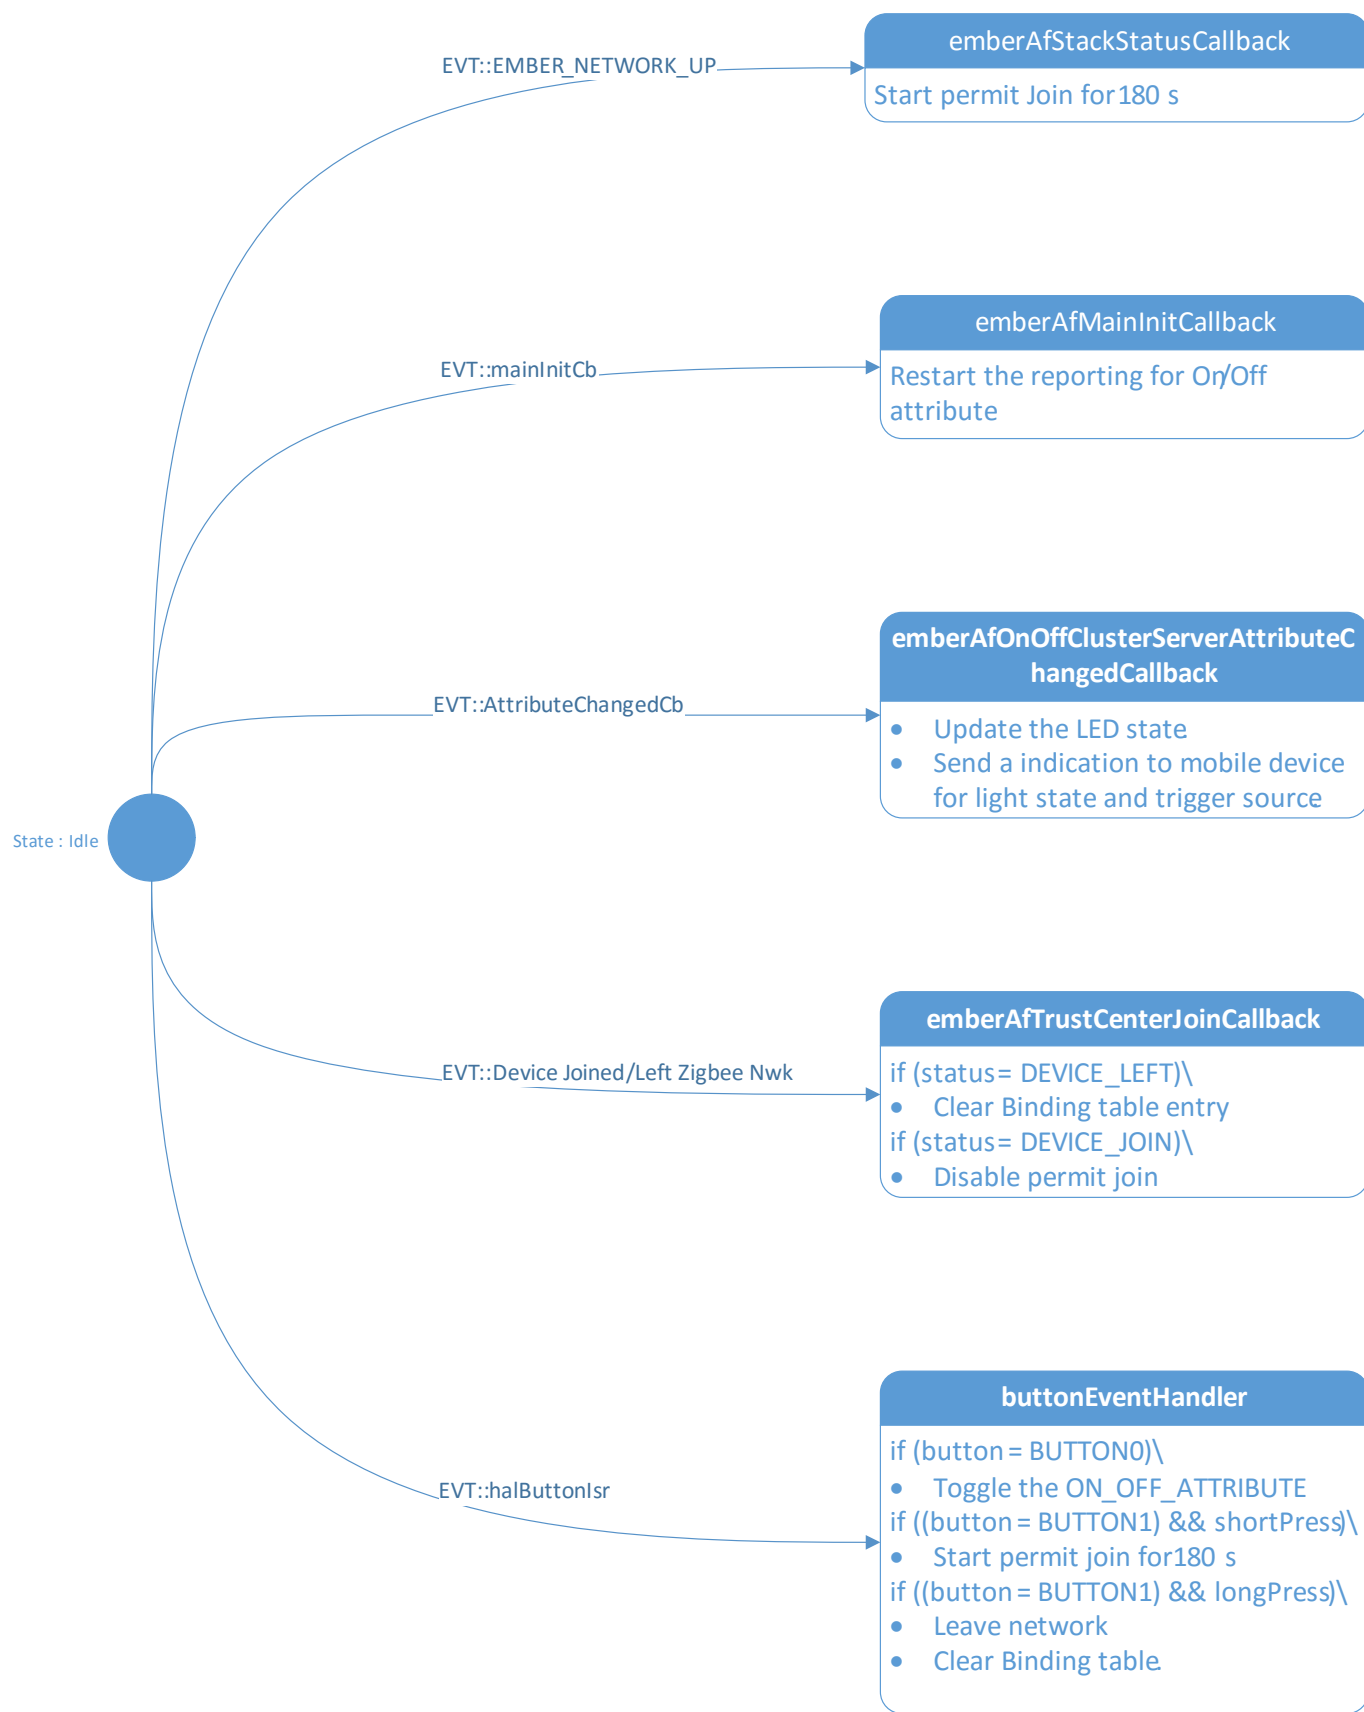 emberAfStackStatusCallback
EVT::EMBER_NETWORK_UP
Start permit Join for 180 s
emberAfMainInitCallback
EVT::mainInitCb
Restart the reporting for On/Off
attribute
emberAfOnOffClusterServerAttributeC
hangedCallback
EVT::AttributeChangedCb
• Update the LED state.
• Send a indication to mobile device
for light state and trigger source.
State : Idle
emberAfTrustCenterJoinCallback
EVT::Device Joined/Left Zigbee Nwk
if (status = DEVICE_LEFT)\
• Clear Binding table entry
if (status = DEVICE_JOIN)\
• Disable permit join
buttonEventHandler
if (button = BUTTON0)\
EVT::halButtonIsr
• Toggle the ON_OFF_ATTRIBUTE
if ((button = BUTTON1) && shortPress)\
• Start permit join for 180 s
if ((button = BUTTON1) && longPress)\
• Leave network
• Clear Binding table.